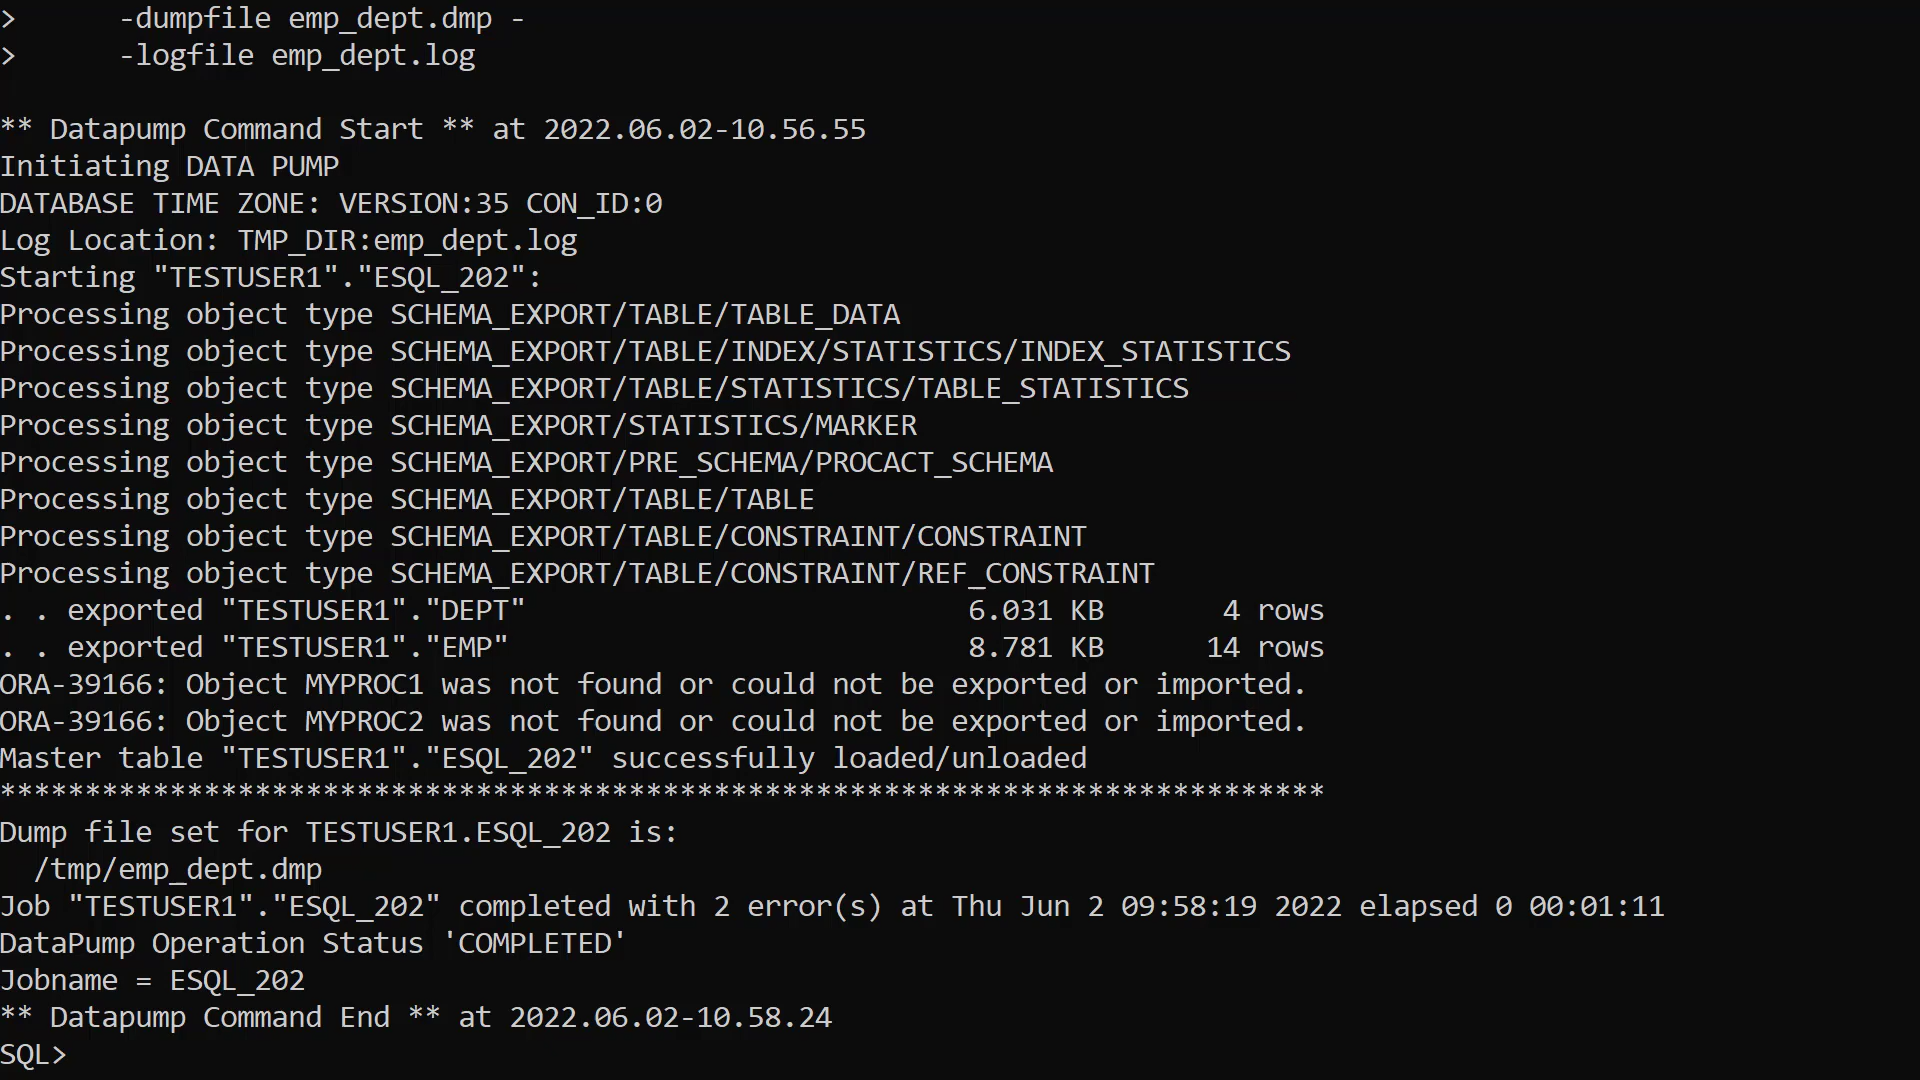 >      -dumpfile emp_dept.dmp -
>      -logfile emp_dept.log
** Datapump Command Start ** at 2022.06.02-10.56.55
Initiating DATA PUMP
DATABASE TIME ZONE: VERSION:35 CON_ID:0
Log Location: TMP_DIR:emp_dept.log
Starting "TESTUSER1"."ESQL_202":
Processing object type SCHEMA_EXPORT/TABLE/TABLE_DATA
Processing object type SCHEMA_EXPORT/TABLE/INDEX/STATISTICS/INDEX_STATISTICS
Processing object type SCHEMA_EXPORT/TABLE/STATISTICS/TABLE_STATISTICS
Processing object type SCHEMA_EXPORT/STATISTICS/MARKER
Processing object type SCHEMA_EXPORT/PRE_SCHEMA/PROCACT_SCHEMA
Processing object type SCHEMA_EXPORT/TABLE/TABLE
Processing object type SCHEMA_EXPORT/TABLE/CONSTRAINT/CONSTRAINT
Processing object type SCHEMA_EXPORT/TABLE/CONSTRAINT/REF_CONSTRAINT
. . exported "TESTUSER1"."DEPT"                          6.031 KB       4 rows
. . exported "TESTUSER1"."EMP"                           8.781 KB      14 rows
ORA-39166: Object MYPROC1 was not found or could not be exported or imported.
ORA-39166: Object MYPROC2 was not found or could not be exported or imported.
Master table "TESTUSER1"."ESQL_202" successfully loaded/unloaded
******************************************************************************
Dump file set for TESTUSER1.ESQL_202 is:
  /tmp/emp_dept.dmp
Job "TESTUSER1"."ESQL_202" completed with 2 error(s) at Thu Jun 2 09:58:19 2022 elapsed 0 00:01:11
DataPump Operation Status 'COMPLETED'
Jobname = ESQL_202
** Datapump Command End ** at 2022.06.02-10.58.24
SQL>